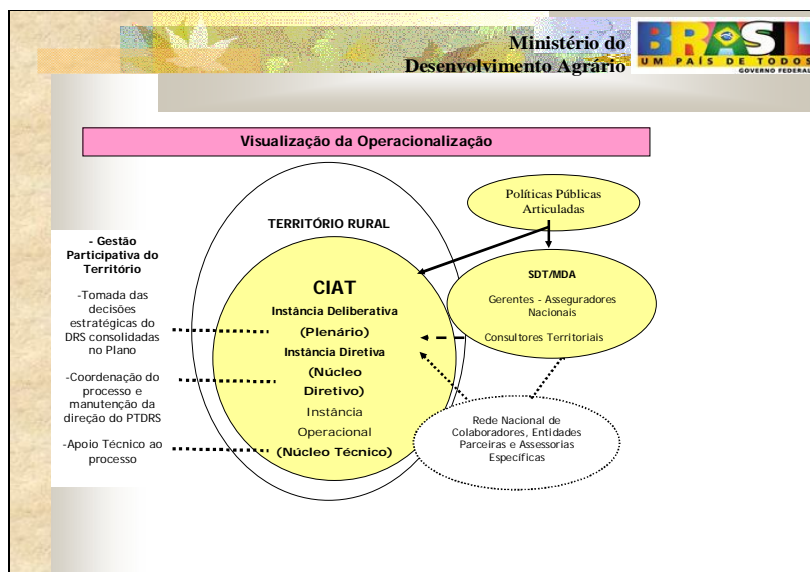 Ministério do
Desenvolvimento Agrário
BRASIL
UM PAÍS DE TODOS
GOVERNO FEDERAL
Visualização da Operacionalização
TERRITÓRIO RURAL
- Gestão
Participativa do
Território
-Tomada das
decisões
estratégicas do
DRS consolidadas
no Plano
-Coordenação do
processo e
manutenção da
direção do PTDRS
-Apoio Técnico ao
processo
CIAT
Instância Deliberativa
(Plenário)
Instância Diretiva
(Núcleo
Diretivo)
Instância
Operacional
(Núcleo Técnico)
Políticas Públicas
Articuladas
SDT/MDA
Gerentes - Asseguradores
Nacionais
Consultores Territoriais
Rede Nacional de
Colaboradores, Entidades
Parceiras e Assessorias
Específicas